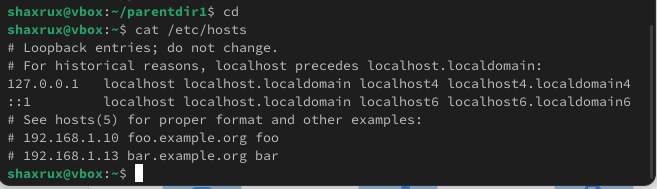 shaxrux@vbox:~/parentdir1$ cd
shaxrux@vbox:~$ cat /etc/hosts
# Loopback entries; do not change.
# For historical reasons, localhost precedes localhost.localdomain:
127.0.0.1   localhost localhost.localdomain localhost4 localhost4.localdomain4
::1         localhost localhost.localdomain localhost6 localhost6.localdomain6
# See hosts(5) for proper format and other examples:
# 192.168.1.10 foo.example.org foo
# 192.168.1.13 bar.example.org bar
shaxrux@vbox:~$